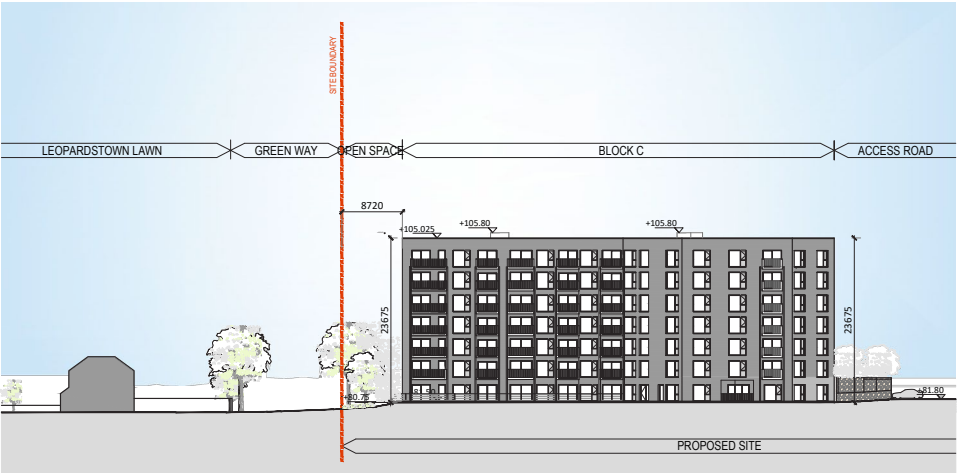 SITE BOUNDARY
LEOPARDSTOWN LAWN
GREEN WAY
OPEN SPACE
BLOCK C
ACCESS ROAD
8720
+105.025
+105.80
+105.80
23675
23675
+80.75
+81.80
PROPOSED SITE